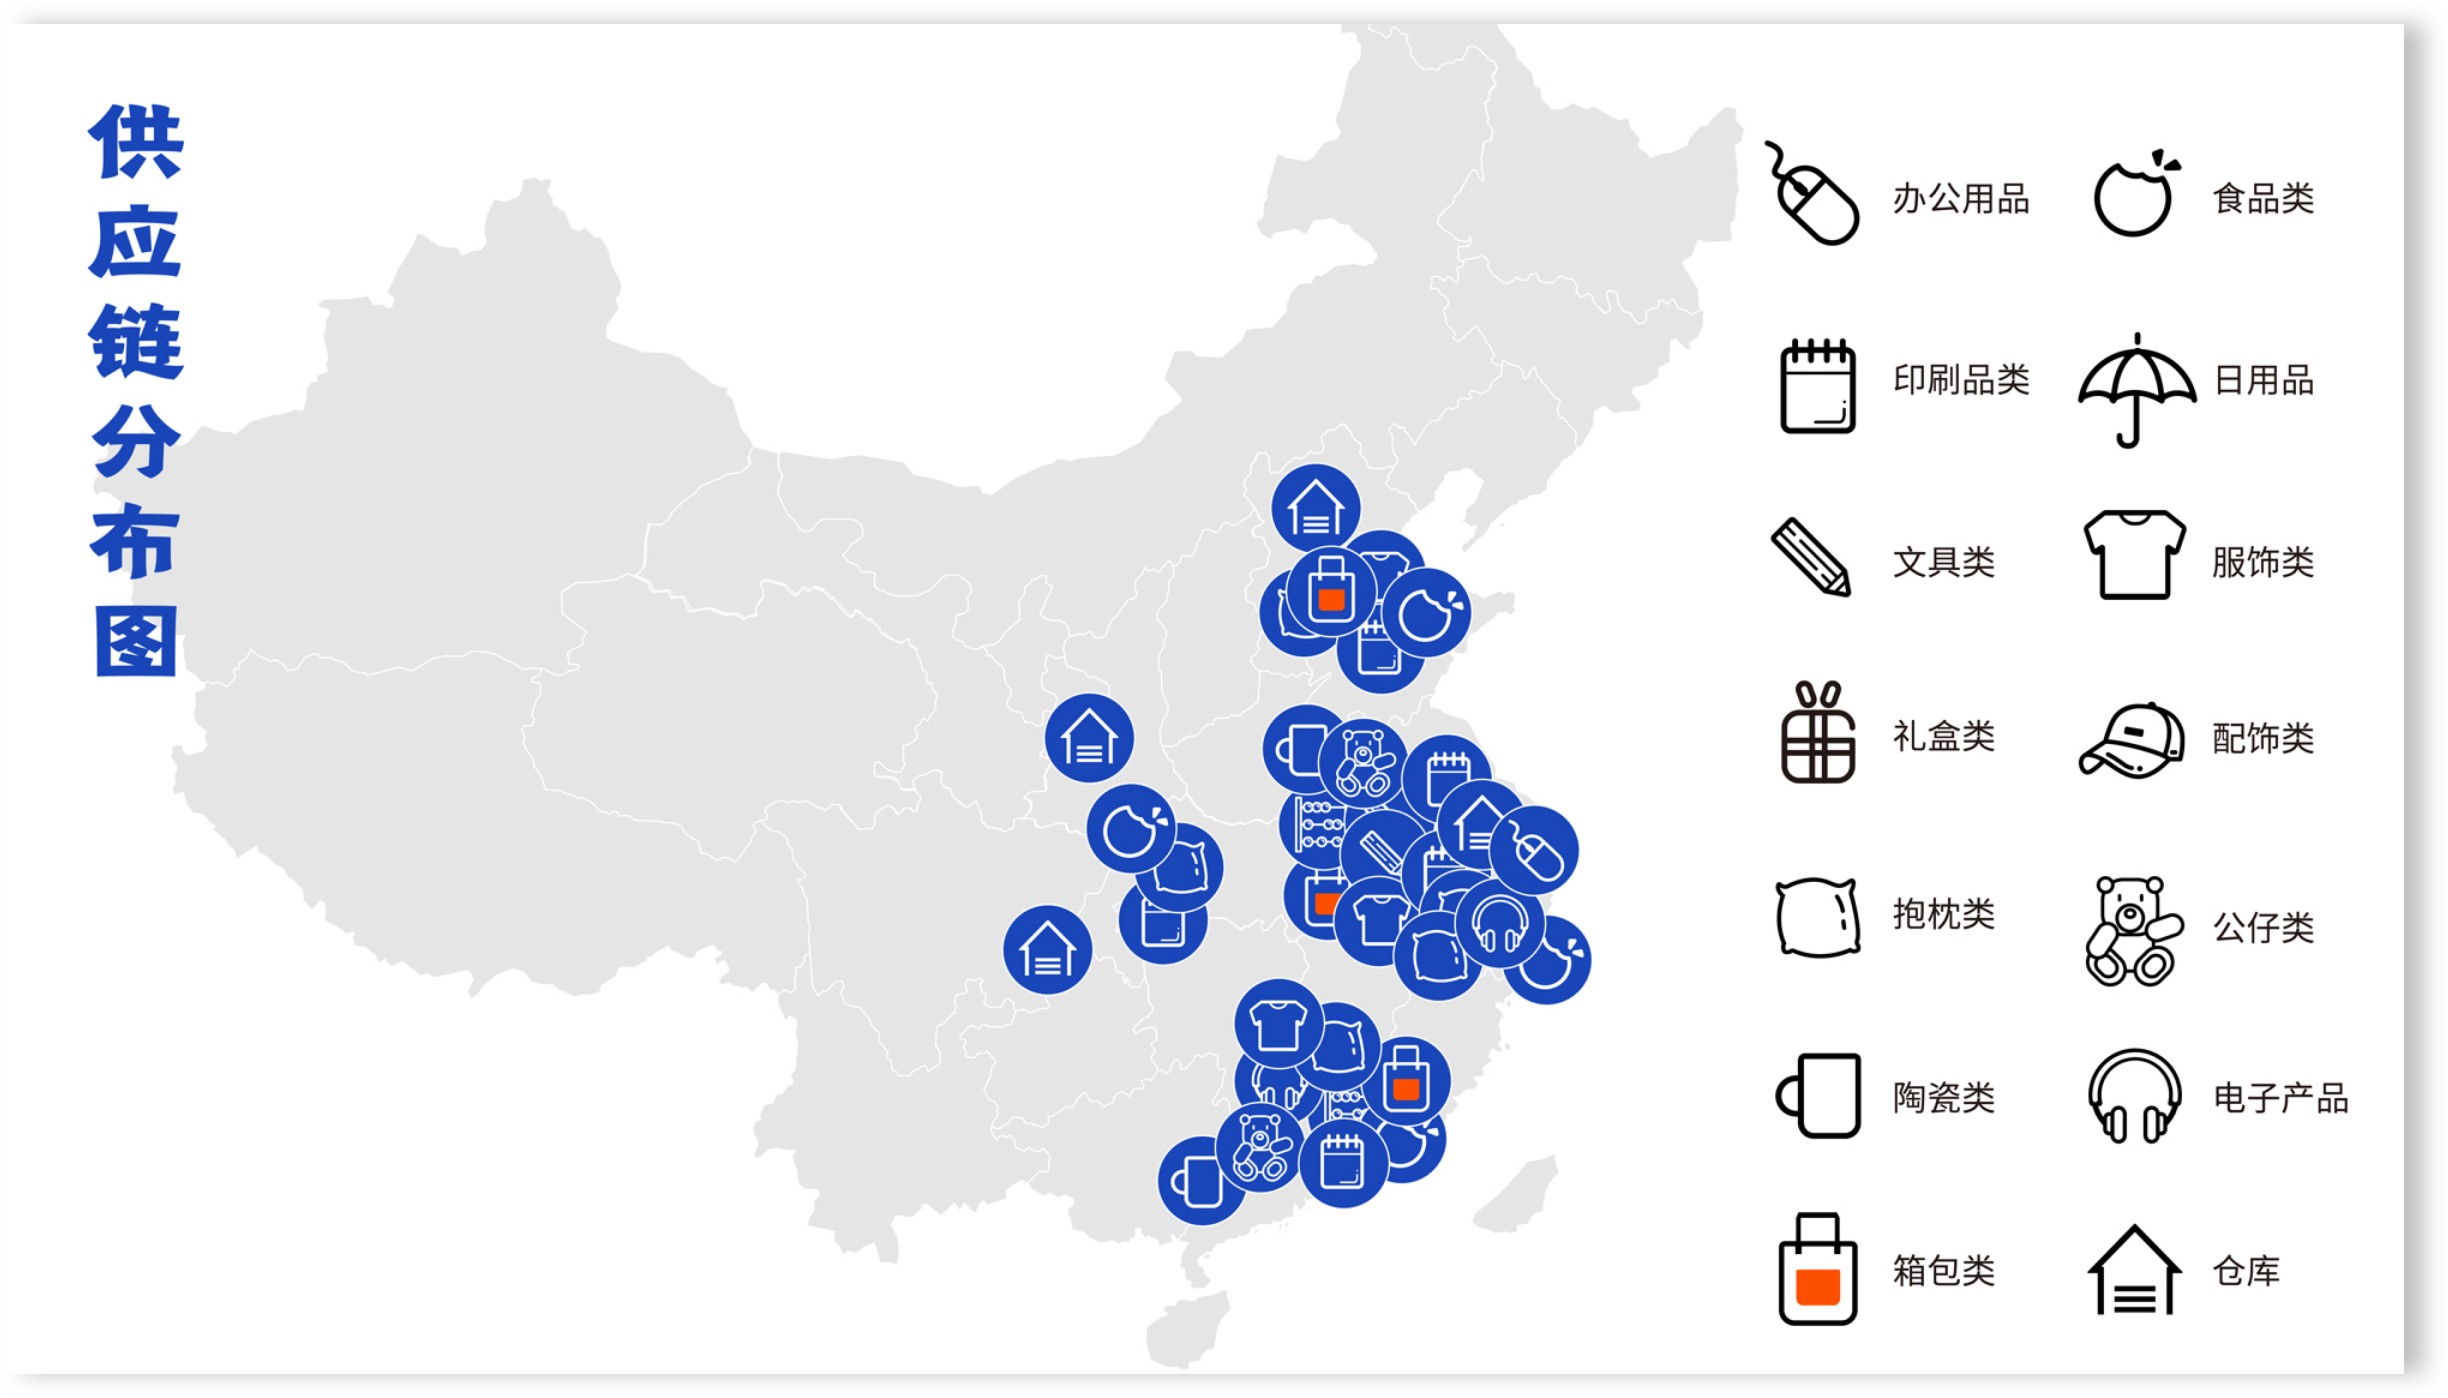 供应链分布图
办公用品
食品类
印刷品类
日用品
文具类
服饰类
礼盒类
配饰类
抱枕类
公仔类
陶瓷类
电子产品
箱包类
仓库